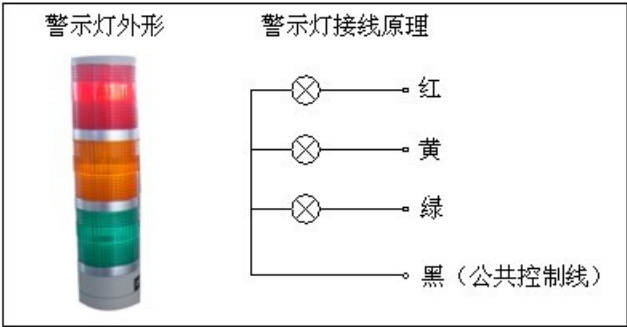 警示灯外形
警示灯接线原理
红
黄
绿
黑（公共控制线）